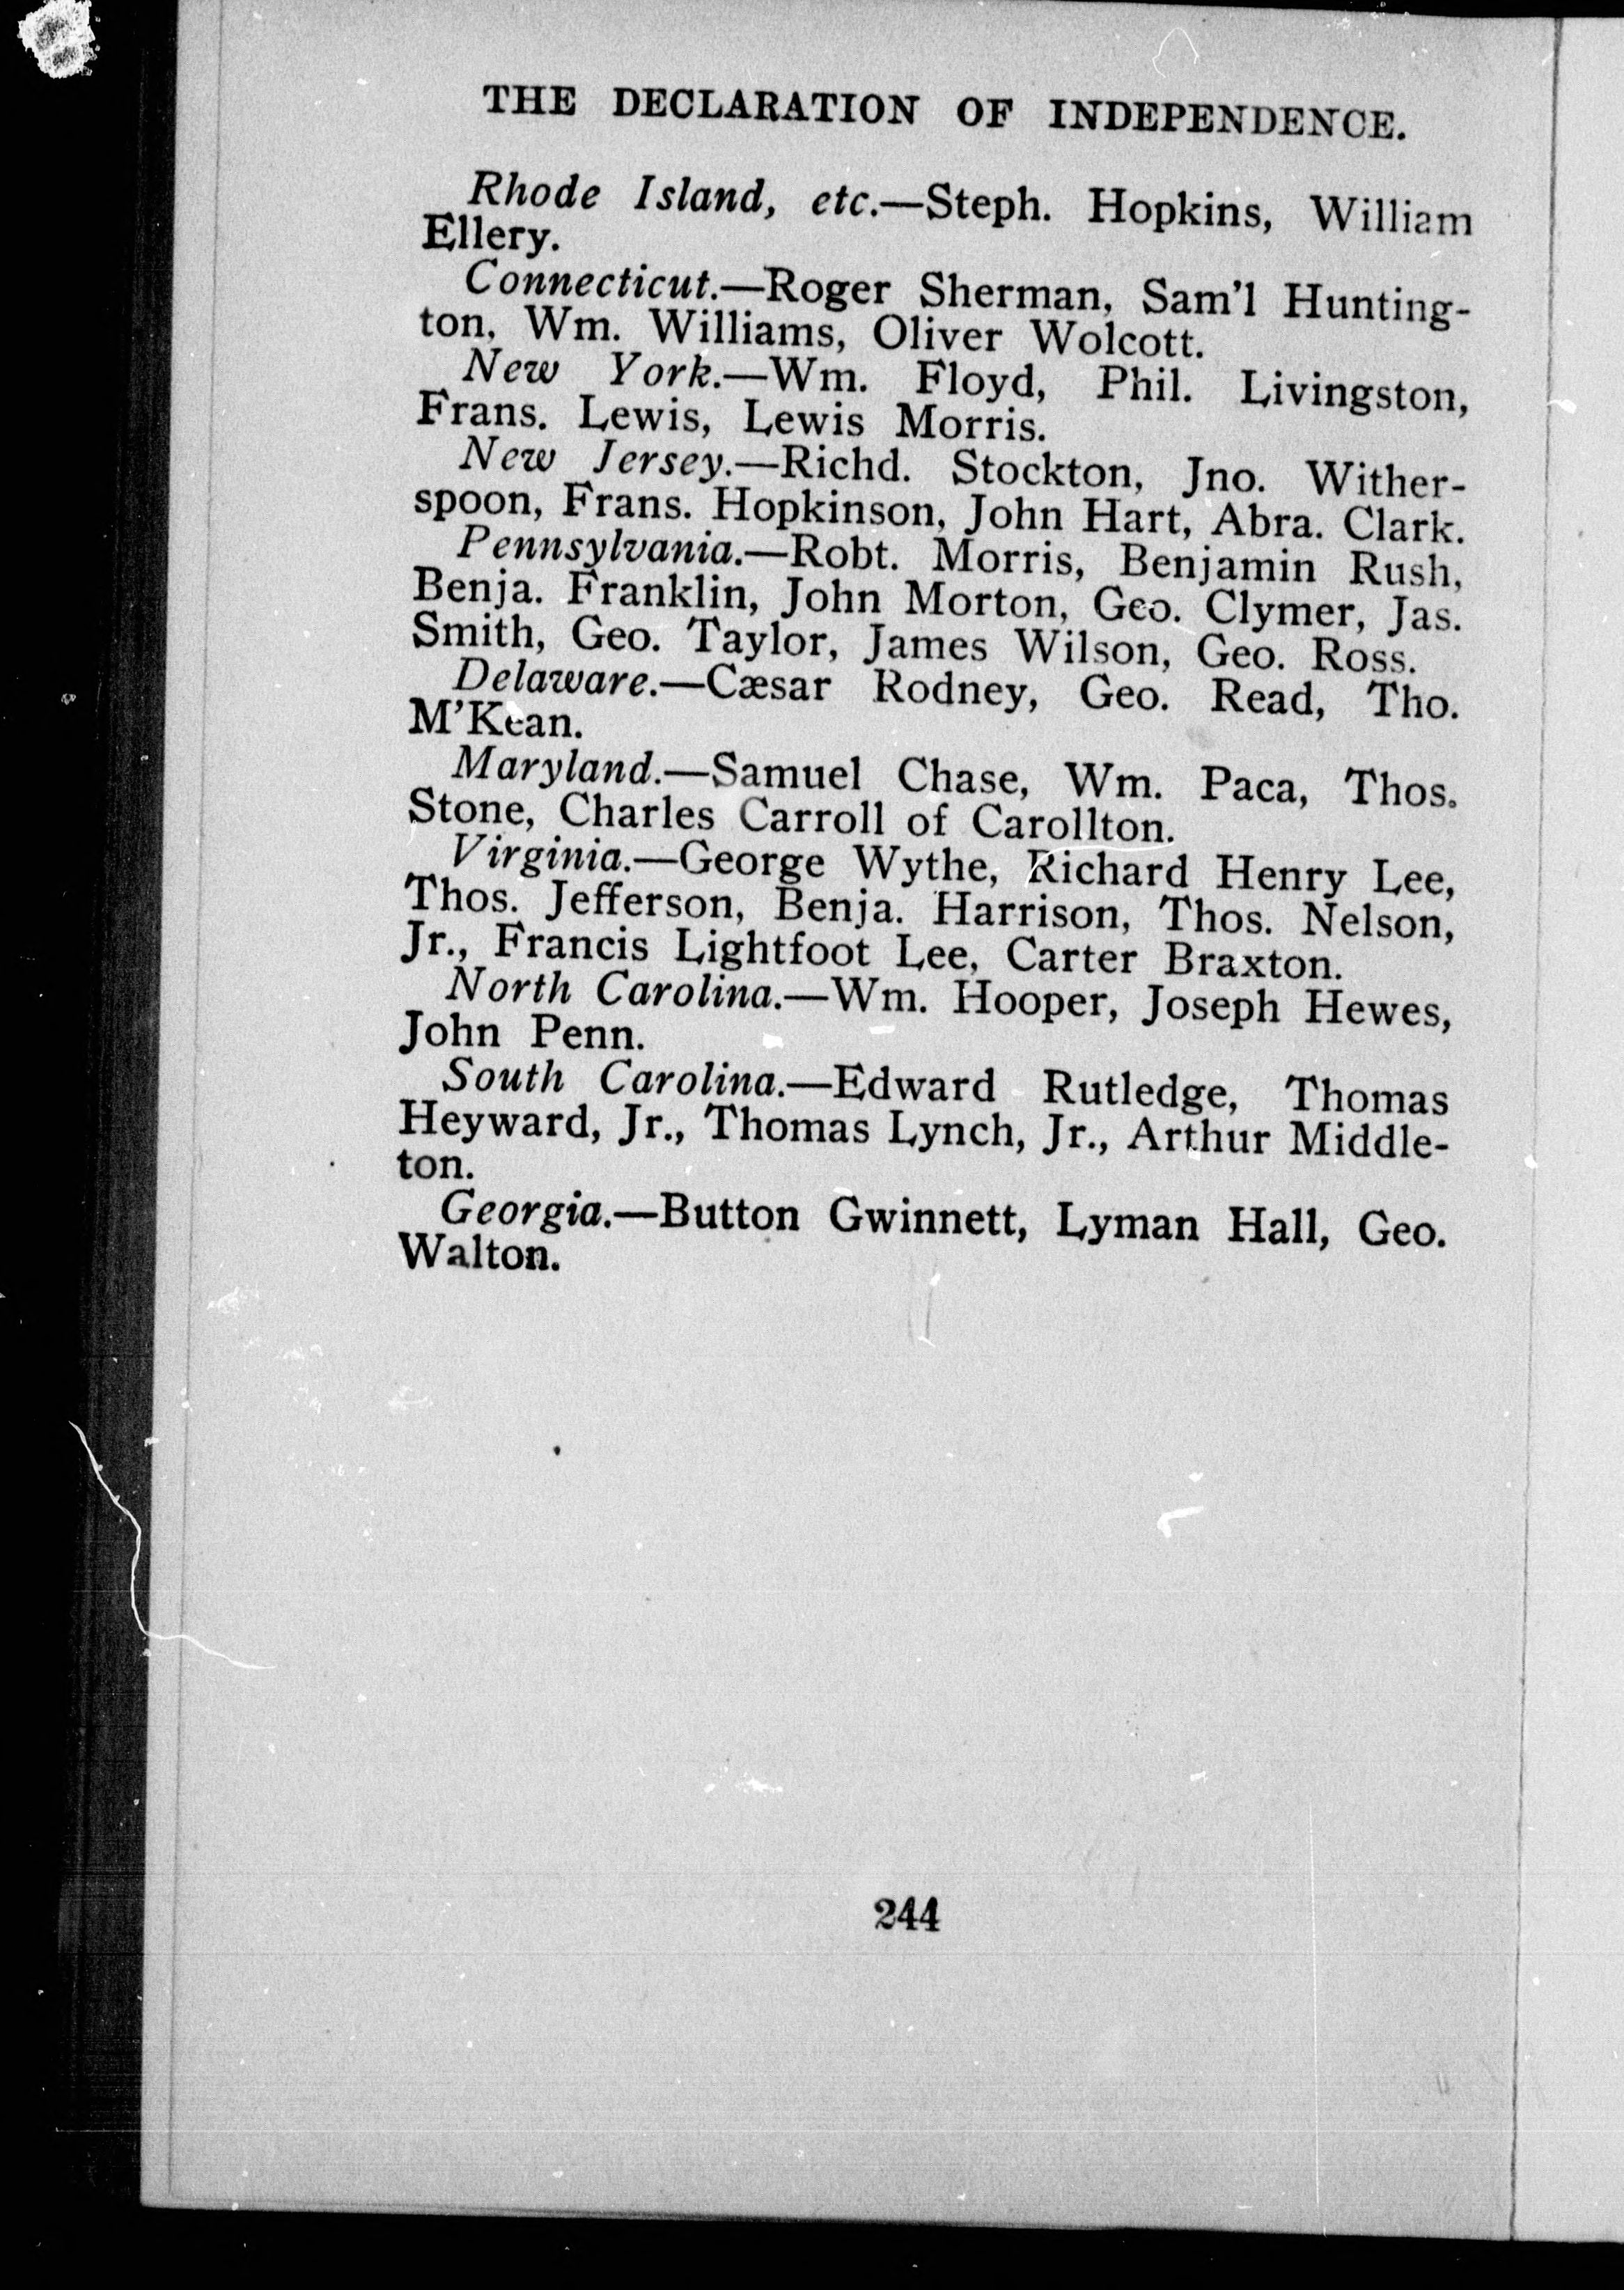 THE DECLARATION OF INDEPENDENCE.
Rhode Island, etc.—Steph. Hopkins, William
Ellery.
Connecticut.—Roger Sherman, Sam'l Hunting-
ton, Wm. Williams, Oliver Wolcott.
New York.—Wm. Floyd, Phil. Livingston,
Frans. Lewis, Lewis Morris.
New Jersey.—Richd. Stockton, Jno. Wither-
spoon, Frans. Hopkinson, John Hart, Abra. Clark.
Pennsylvania.—Robt. Morris, Benjamin Rush,
Benja. Franklin, John Morton, Geo. Clymer, Jas.
Smith, Geo. Taylor, James Wilson, Geo. Ross.
Delaware.—Cæsar Rodney, Geo. Read, Tho.
M'Kean.
Maryland.—Samuel Chase, Wm. Paca, Thos.
Stone, Charles Carroll of Carollton.
Virginia.—George Wythe, Richard Henry Lee,
Thos. Jefferson, Benja. Harrison, Thos. Nelson,
Jr., Francis Lightfoot Lee, Carter Braxton.
North Carolina.—Wm. Hooper, Joseph Hewes,
John Penn.
South Carolina.—Edward Rutledge, Thomas
Heyward, Jr., Thomas Lynch, Jr., Arthur Middle-
ton.
Georgia.—Button Gwinnett, Lyman Hall, Geo.
Walton.
244